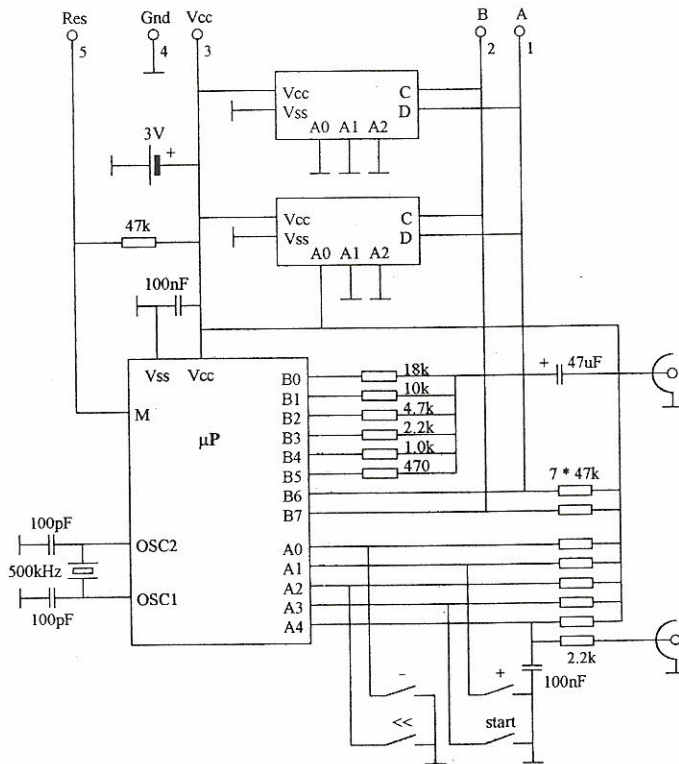 Res Gnd Vcc B A
5 4 3 2 1
Vcc C
Vss D
A0 A1 A2
3V
+
Vcc C
Vss D
A0 A1 A2
47k
100nF
Vss Vcc
M
µP
OSC2
OSC1
B0 18k
B1 10k
B2 4.7k
B3 2.2k
B4 1.0k
B5 470
B6
B7
A0
A1
A2
A3
A4
+ 47uF
7 * 47k
100pF
500kHz
100pF
2.2k
100nF
- +
<< start